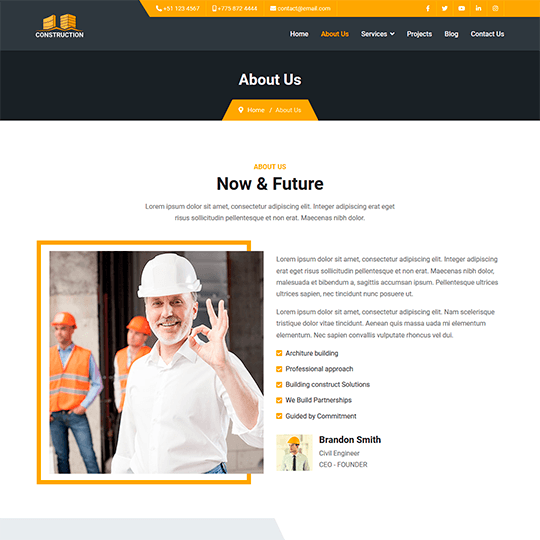 +51 123 4567 +775 872 4444 contact@email.com
CONSTRUCTION
Home About Us Services Projects Blog Contact Us
About Us
Home / About Us
ABOUT US
Now & Future
Lorem ipsum dolor sit amet, consectetur adipiscing elit. Integer
risus sollicitudin pellentesque et non erat. Maecenas nibh dolor.
Lorem ipsum dolor sit amet, consectetur adipiscing elit. Integer
risus sollicitudin pellentesque et non erat. Maecenas nibh dolor,
malesuada et bibendum a, sagittis accumsan ipsum. Pellentesque ultrices
ultrices sapien, nec tincidunt nunc posuere ut.
Lorem ipsum dolor sit amet, consectetur adipiscing elit. Nam scelerisque
tristique dolor vitae tincidunt. Aenean quis massa uada mi elementum
elementum. Nec sapien convallis vulputate rhoncus vel dui.
Architure building
Professional approach
Building construct Solutions
We Build Partnerships
Guided by Commitment
Brandon Smith
Civil Engineer
CEO - FOUNDER